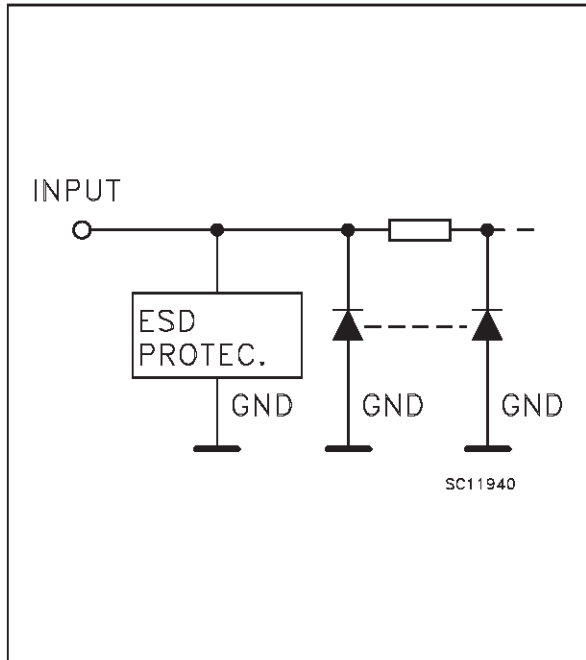 INPUT
ESD
PROTEC.
GND
GND
GND
SC11940